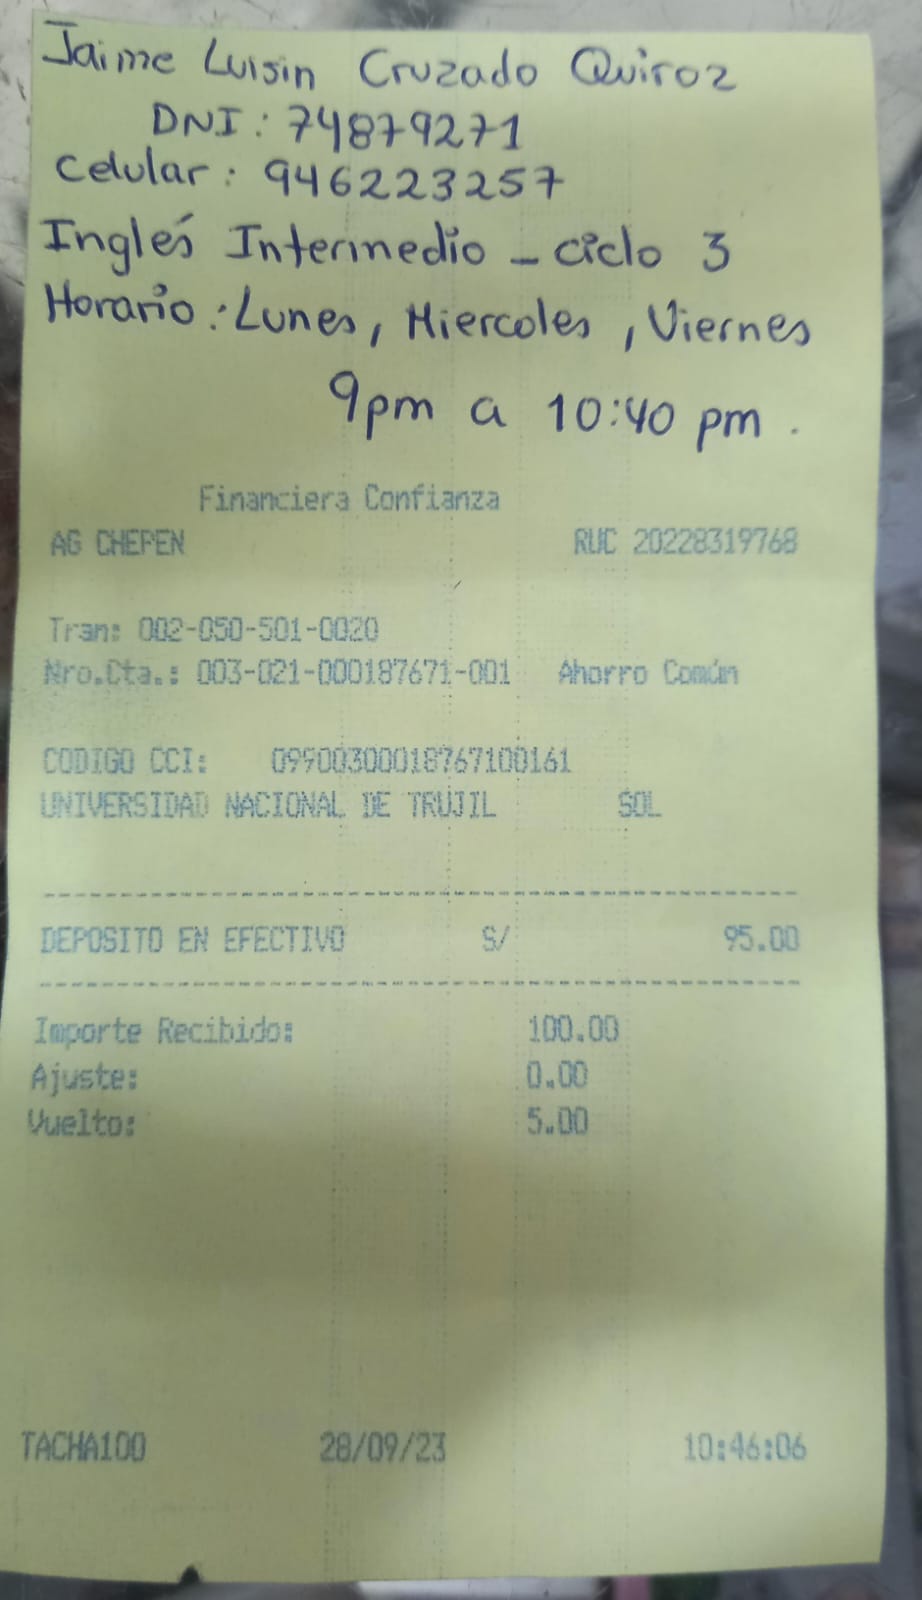 Jaime Luisin Cruzado Quiroz
DNI: 74879271
Celular: 946223257
Inglés Intermedio - ciclo 3
Horario: Lunes, Miercoles, Viernes
9pm a 10:40 pm.
Financiera Confianza
AG CHEPEN RUC 20228319768
Tran: 002-050-501-0020
Nro.Cta.: 003-021-000187671-001 Ahorro Común
CODIGO CCI: 09900300018767100161
UNIVERSIDAD NACIONAL DE TRUJIL SOL
DEPOSITO EN EFECTIVO S/ 95.00
Importe Recibido: 100.00
Ajuste: 0.00
Vuelto: 5.00
TACHA100 28/09/23 10:46:06